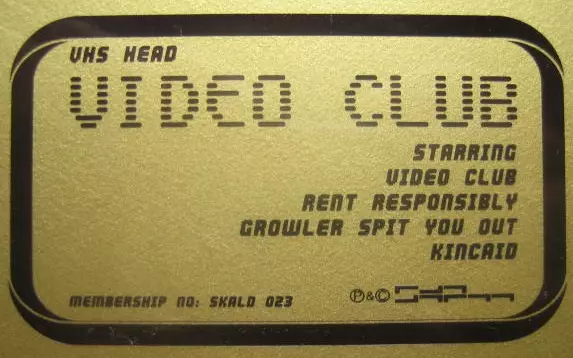 VHS HEAD
VIDEO CLUB
STARRING
VIDEO CLUB
RENT RESPONSIBLY
GROWLER SPIT YOU OUT
KINCAID
MEMBERSHIP NO: SKALD 023
℗&©